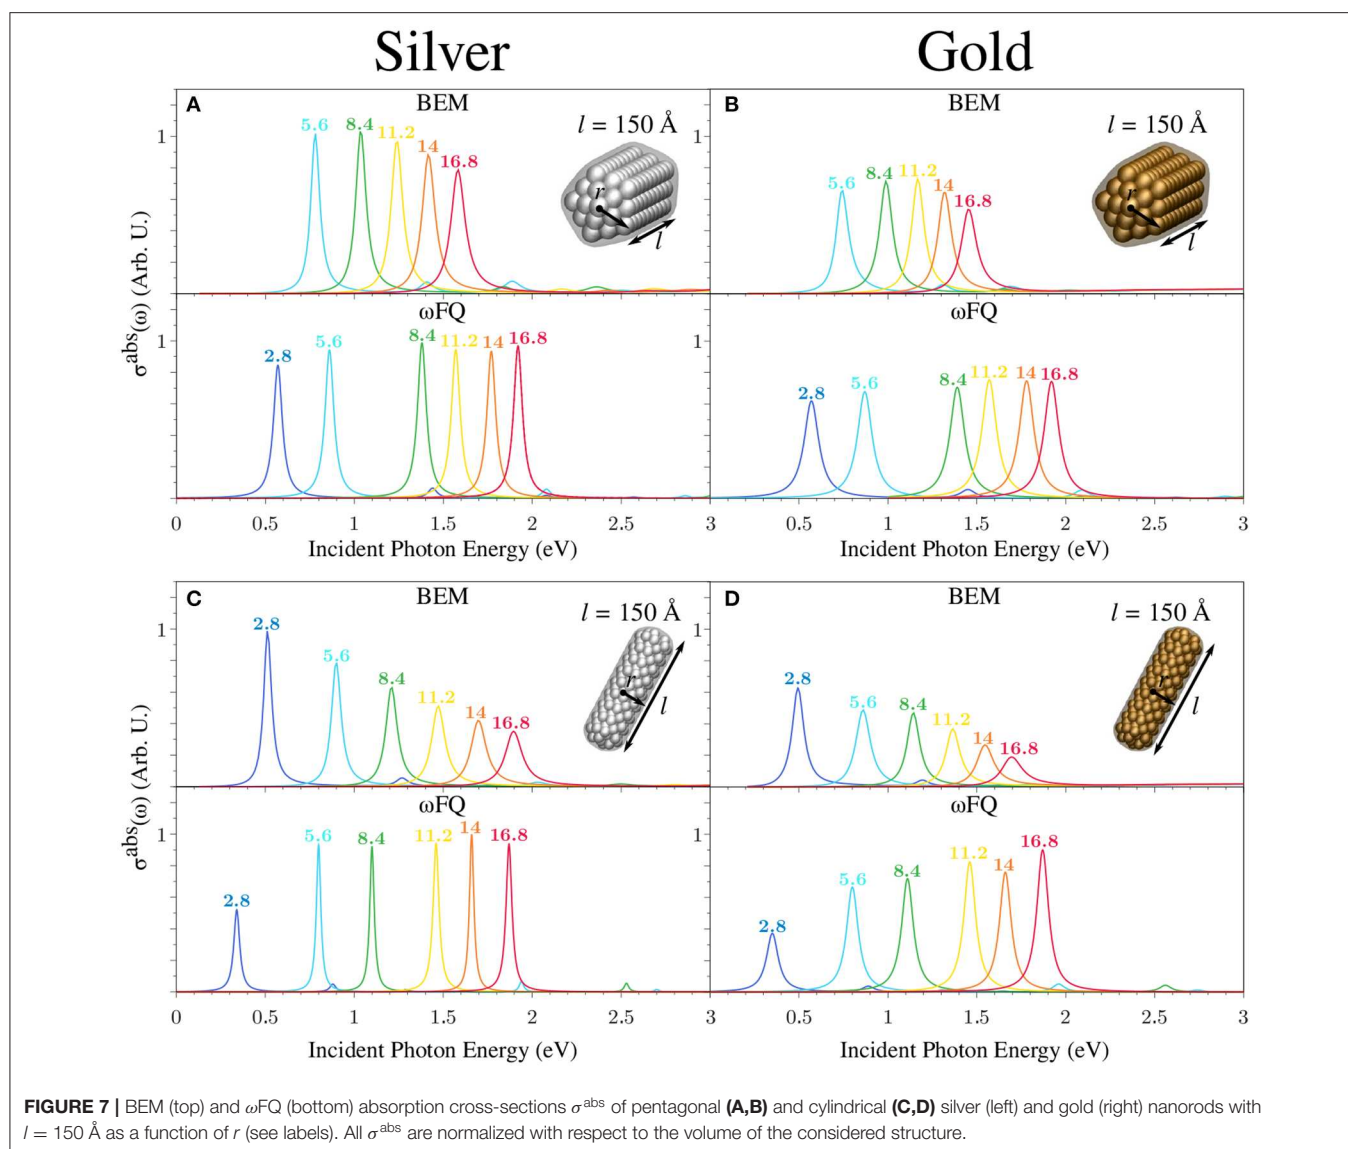 Silver
Gold
A
BEM
l = 150 Å
5.6
8.4
11.2
14
16.8
r
l
1
B
BEM
l = 150 Å
5.6
8.4
11.2
14
16.8
r
l
1
σabs(ω) (Arb. U.)
ωFQ
2.8
5.6
8.4
11.2
14
16.8
1
ωFQ
2.8
5.6
8.4
11.2
14
16.8
1
0 0.5 1 1.5 2 2.5 3
0.5 1 1.5 2 2.5 3
Incident Photon Energy (eV)
Incident Photon Energy (eV)
C
BEM
l = 150 Å
2.8
5.6
8.4
11.2
14
16.8
r
l
1
D
BEM
l = 150 Å
2.8
5.6
8.4
11.2
14
16.8
r
l
1
σabs(ω) (Arb. U.)
ωFQ
2.8
5.6
8.4
11.2
14
16.8
1
ωFQ
2.8
5.6
8.4
11.2
14
16.8
1
0 0.5 1 1.5 2 2.5 3
0.5 1 1.5 2 2.5 3
Incident Photon Energy (eV)
Incident Photon Energy (eV)
FIGURE 7 | BEM (top) and ωFQ (bottom) absorption cross-sections σabs of pentagonal (A,B) and cylindrical (C,D) silver (left) and gold (right) nanorods with
l = 150 Å as a function of r (see labels). All σabs are normalized with respect to the volume of the considered structure.